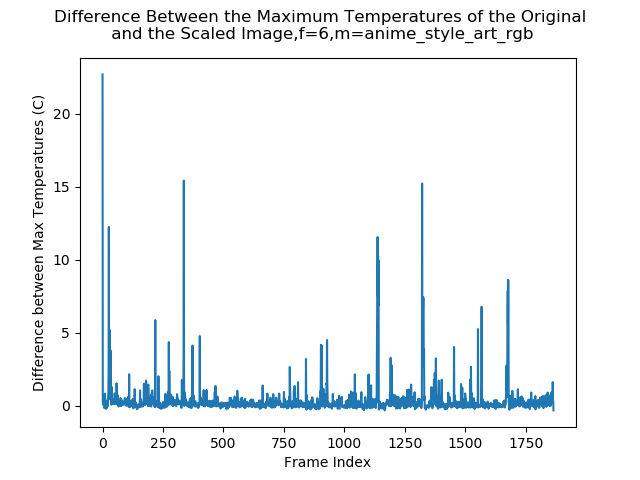 Difference Between the Maximum Temperatures of the Original
and the Scaled Image,f=6,m=anime_style_art_rgb
20
15
10
5
0
Difference between Max Temperatures (C)
0 250 500 750 1000 1250 1500 1750
Frame Index